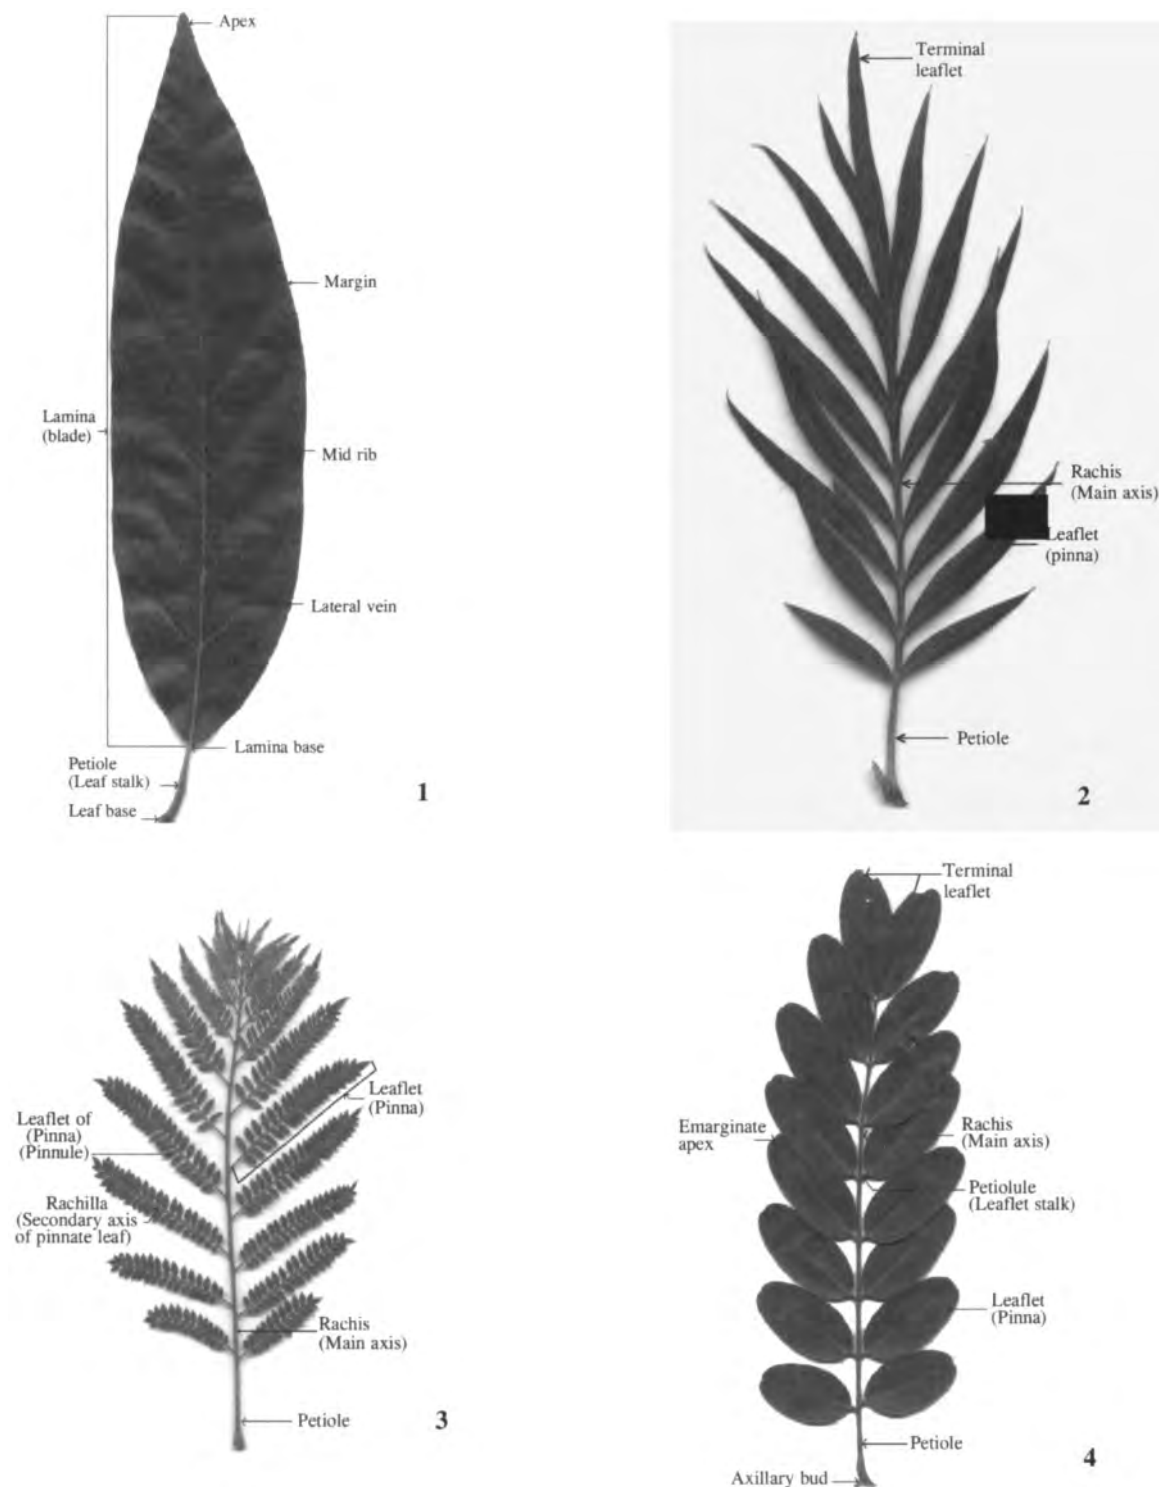 Apex
Margin
Lamina
(blade)
Mid rib
Lateral vein
Lamina base
Petiole
(Leaf stalk)
Leaf base
1
Terminal
leaflet
Rachis
(Main axis)
Leaflet
(pinna)
Petiole
2
Leaflet
(Pinna)
Leaflet of
(Pinna)
(Pinnule)
Rachilla
(Secondary axis
of pinnate leaf)
Rachis
(Main axis)
Petiole
3
Terminal
leaflet
Emarginate
apex
Rachis
(Main axis)
Petiolule
(Leaflet stalk)
Leaflet
(Pinna)
Petiole
Axillary bud
4